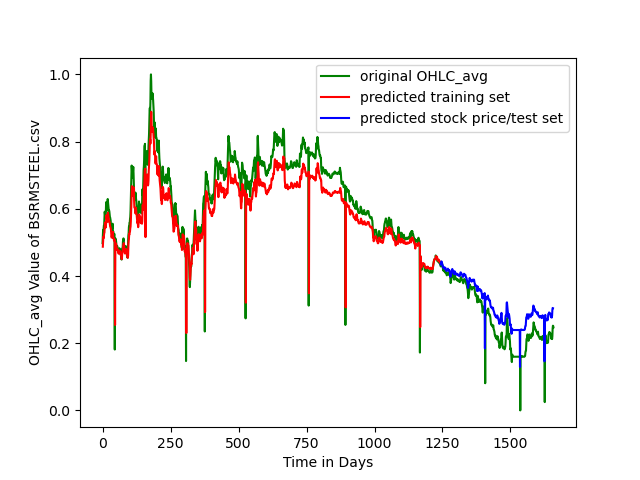 original OHLC_avg
predicted training set
predicted stock price/test set
OHLC_avg Value of BSRMSTEEL.csv
1.0
0.8
0.6
0.4
0.2
0.0
0 250 500 750 1000 1250 1500
Time in Days